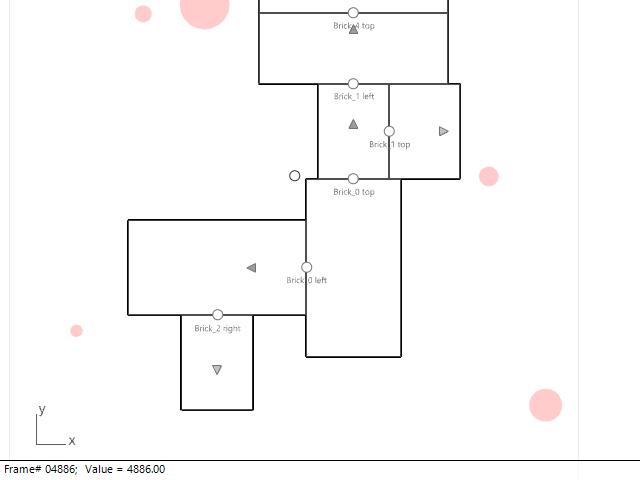 Brick_4 top
Brick_1 left
Brick_1 top
Brick_0 top
Brick_0 left
Brick_2 right
y
x
Frame# 04886; Value = 4886.00